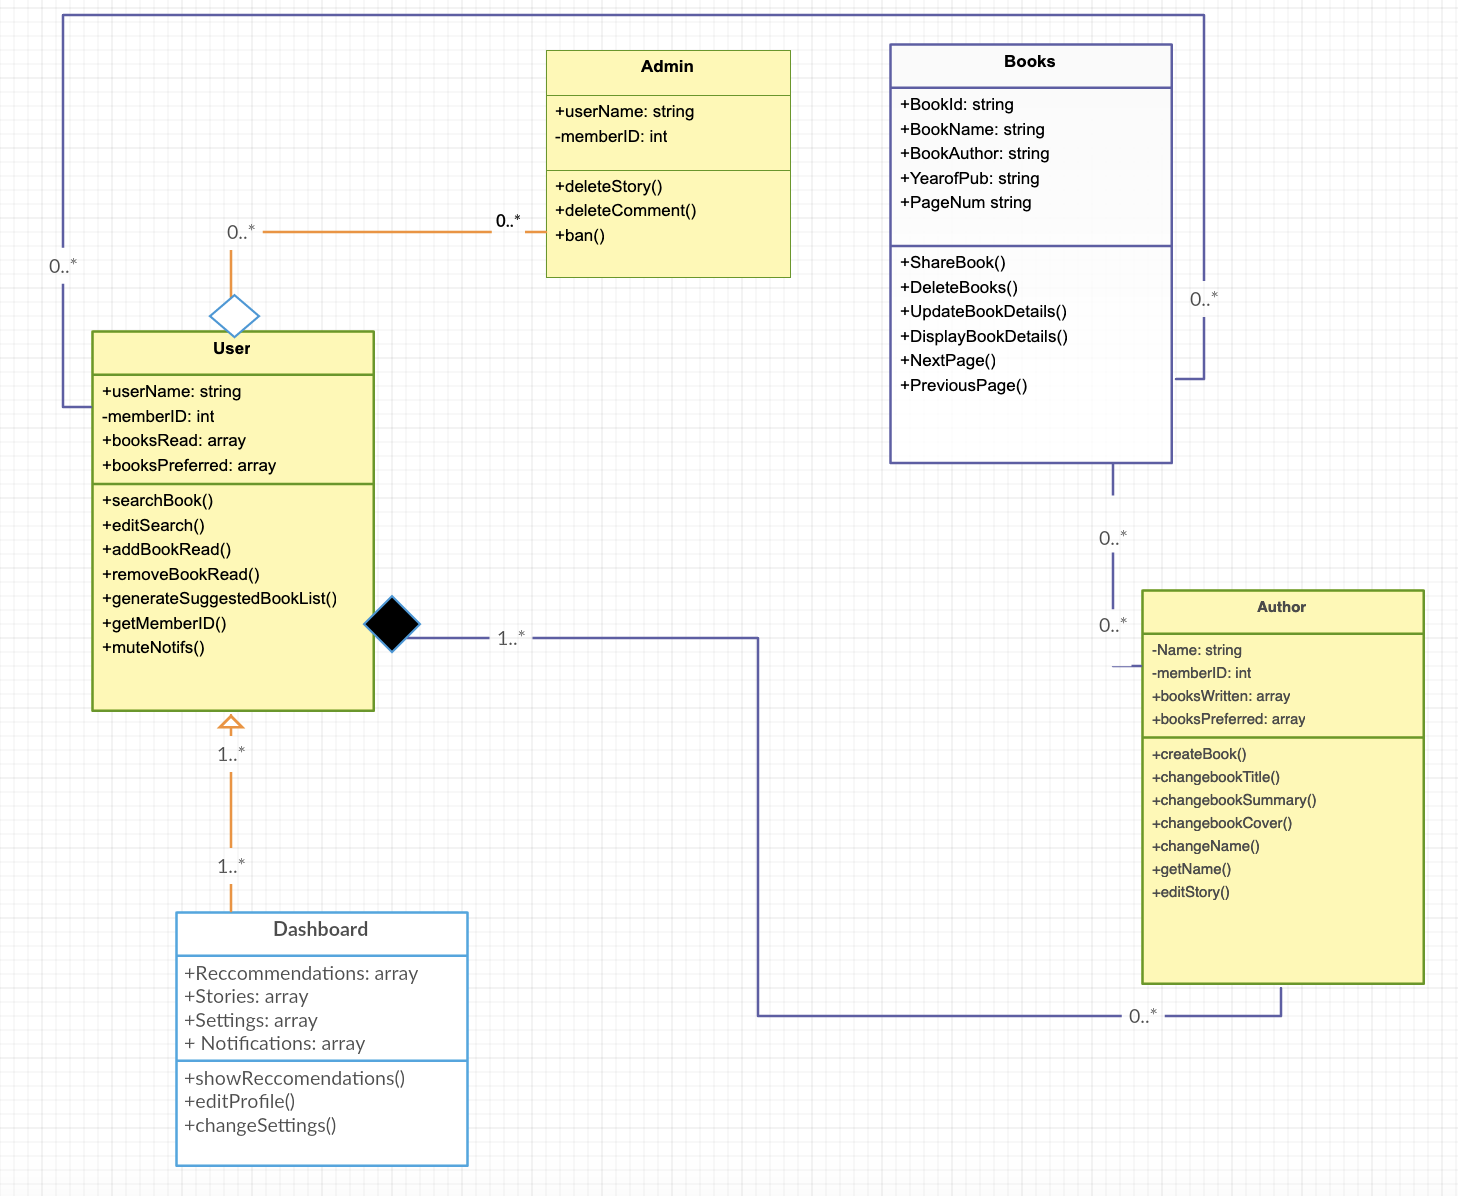 Admin
+userName: string
-memberID: int
+deleteStory()
+deleteComment()
+ban()
Books
+BookId: string
+BookName: string
+BookAuthor: string
+YearofPub: string
+PageNum string
+ShareBook()
+DeleteBooks()
+UpdateBookDetails()
+DisplayBookDetails()
+NextPage()
+PreviousPage()
0..*
0..*
0..*
0..*
User
+userName: string
-memberID: int
+booksRead: array
+booksPreferred: array
+searchBook()
+editSearch()
+addBookRead()
+removeBookRead()
+generateSuggestedBookList()
+getMemberID()
+muteNotifs()
0..*
0..*
1..*
Author
-Name: string
-memberID: int
+booksWritten: array
+booksPreferred: array
+createBook()
+changebookTitle()
+changebookSummary()
+changebookCover()
+changeName()
+getName()
+editStory()
0..*
1..*
1..*
Dashboard
+Reccommendations: array
+Stories: array
+Settings: array
+ Notifications: array
+showReccomendations()
+editProfile()
+changeSettings()